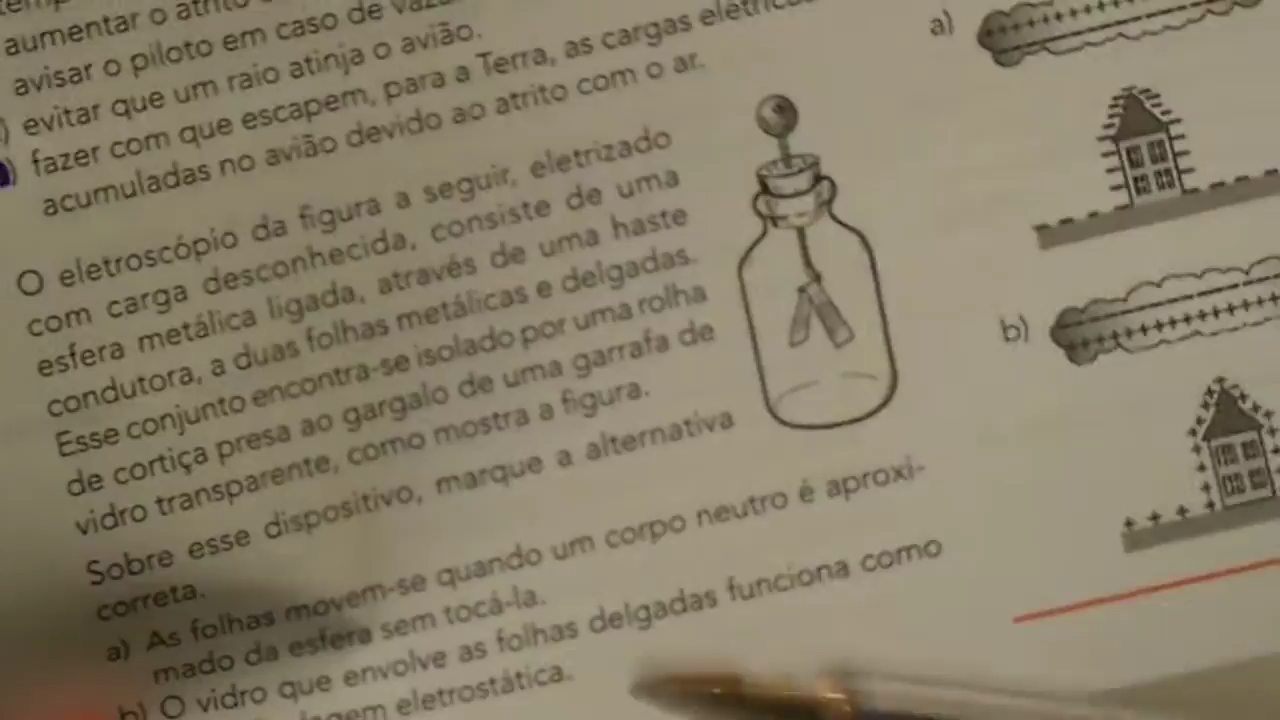 aumentar o atrito
avisar o piloto em caso de
) evitar que um raio atinja o avião.
) fazer com que escapem, para a Terra, as cargas elétricas
acumuladas no avião devido ao atrito com o ar.
O eletroscópio da figura a seguir, eletrizado
com carga desconhecida, consiste de uma
esfera metálica ligada, através de uma haste
condutora, a duas folhas metálicas e delgadas.
Esse conjunto encontra-se isolado por uma rolha
de cortiça presa ao gargalo de uma garrafa de
vidro transparente, como mostra a figura.
Sobre esse dispositivo, marque a alternativa
correta.
a) As folhas movem-se quando um corpo neutro é aproxi-
mado da esfera sem tocá-la.
b) O vidro que envolve as folhas delgadas funciona como
eletrostática.
a)
b)